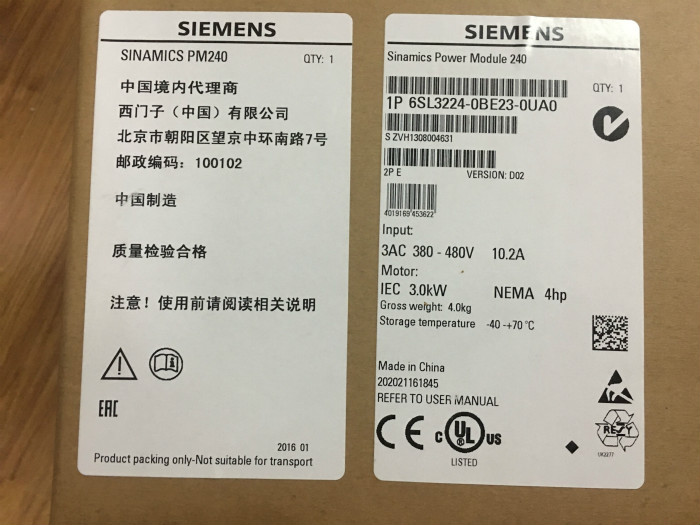 SIEMENS
SINAMICS PM240 QTY: 1
中国境内代理商
西门子（中国）有限公司
北京市朝阳区望京中环南路7号
邮政编码：100102
中国制造
质量检验合格
注意！使用前请阅读相关说明
EAC
2016 01
Product packing only-Not suitable for transport
SIEMENS
Sinamics Power Module 240
QTY: 1
1P 6SL3224-0BE23-0UA0
S ZVH1308004631
2P E VERSION: D02
4019169 453622
Input:
3AC 380 - 480V 10.2A
Motor:
IEC 3.0kW NEMA 4hp
Gross weight: 4.0kg
Storage temperature -40 -+70 °C
Made in China
202021161845
REFER TO USER MANUAL
CE C UL US
LISTED
REZY